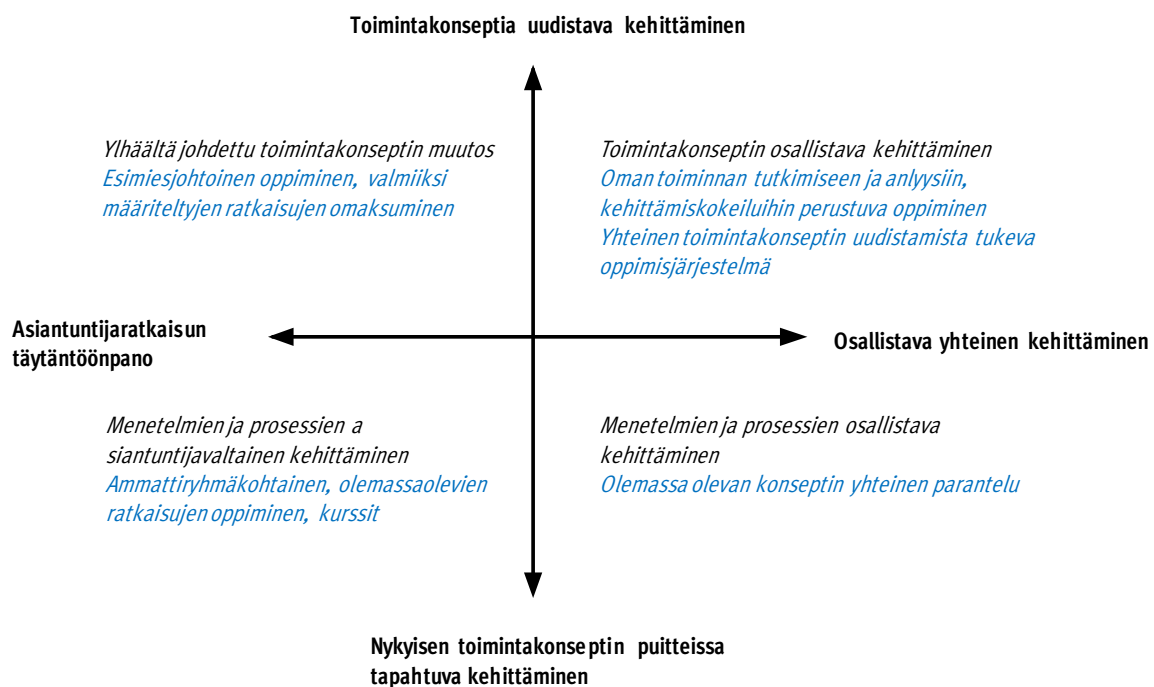 Toimintakonseptia uudistava kehittäminen
Ylhäältä johdettu toimintakonseptin muutos
Esimiesjohtoinen oppiminen, valmiiksi
määriteltyjen ratkaisujen omaksuminen
Toimintakonseptin osallistava kehittäminen
Oman toiminnan tutkimiseen ja anlyysiin,
kehittämiskokeiluihin perustuva oppiminen
Yhteinen toimintakonseptin uudistamista tukeva
oppimisjärjestelmä
Asiantuntijaratkaisun
täytäntöönpano
Osallistava yhteinen kehittäminen
Menetelmien ja prosessien a
siantuntijavaltainen kehittäminen
Ammattiryhmäkohtainen, olemassaolevien
ratkaisujen oppiminen, kurssit
Menetelmien ja prosessien osallistava
kehittäminen
Olemassa olevan konseptin yhteinen parantelu
Nykyisen toimintakonseptin puitteissa
tapahtuva kehittäminen